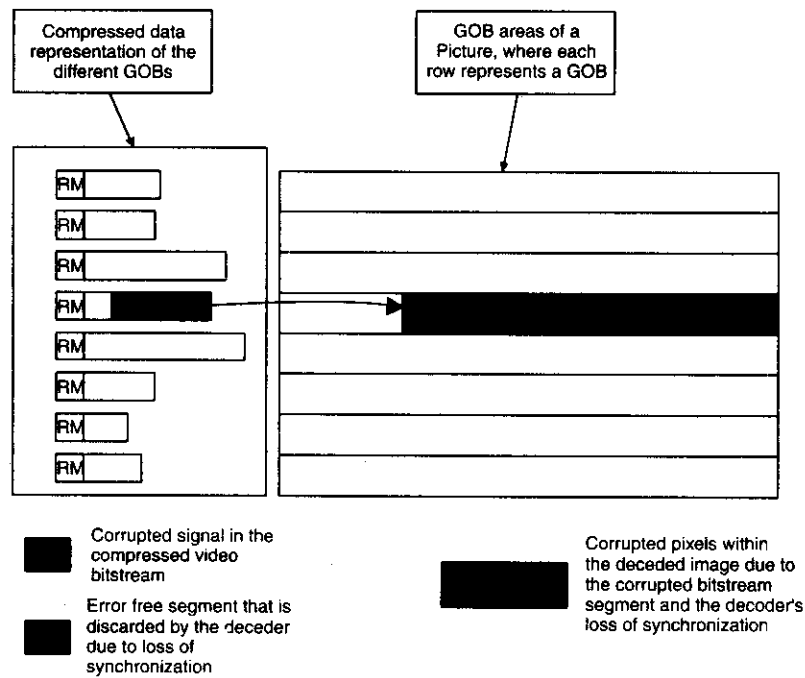 Compressed data
representation of the
different GOBs
GOB areas of a
Picture, where each
row represents a GOB
RM
RM
RM
RM
RM
RM
RM
RM
Corrupted signal in the
compressed video
bitstream
Error free segment that is
discarded by the deceder
due to loss of
synchronization
Corrupted pixels within
the deceded image due to
the corrupted bitstream
segment and the decoder's
loss of synchronization